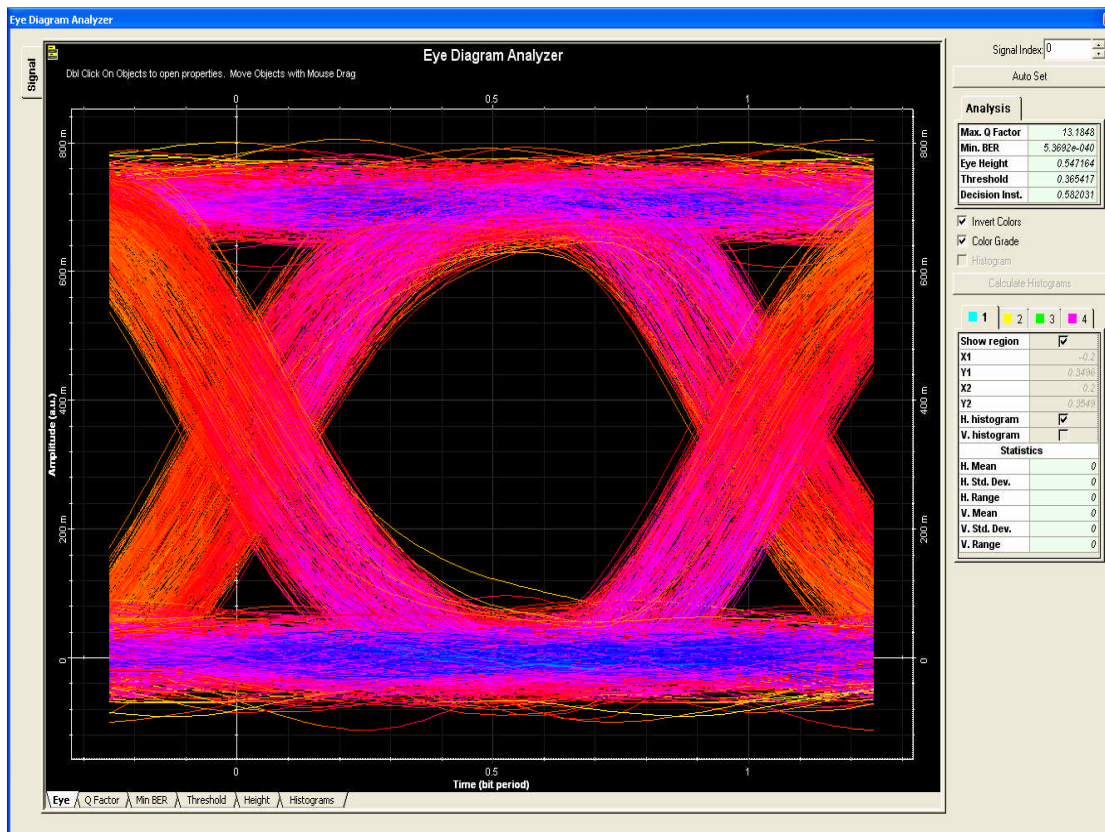 Eye Diagram Analyzer
Signal
Eye Diagram Analyzer
Dbl Click On Objects to open properties.  Move Objects with Mouse Drag
0 0.5 1
800 m 800 m
600 m 600 m
400 m 400 m
200 m 200 m
0 0
Amplitude (a.u.)
0 0.5 1
Time (bit period)
Eye Q Factor Min BER Threshold Height Histograms
Signal Index: 0
Auto Set
Analysis
Max. Q Factor 13.1848
Min. BER 5.3692e-040
Eye Height 0.547164
Threshold 0.365417
Decision Inst. 0.582031
Invert Colors
Color Grade
Histogram
Calculate Histograms
1 2 3 4
Show region
X1 -0.2
Y1 0.3496
X2 0.2
Y2 0.3549
H. histogram
V. histogram
Statistics
H. Mean 0
H. Std. Dev. 0
H. Range 0
V. Mean 0
V. Std. Dev. 0
V. Range 0